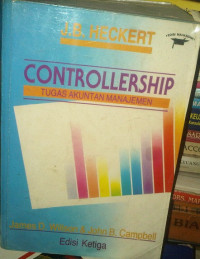 J.B. HECKERT
CONTROLLERSHIP
TUGAS AKUNTAN MANAJEMEN
James D. Willson & John B. Campbell
Edisi Ketiga